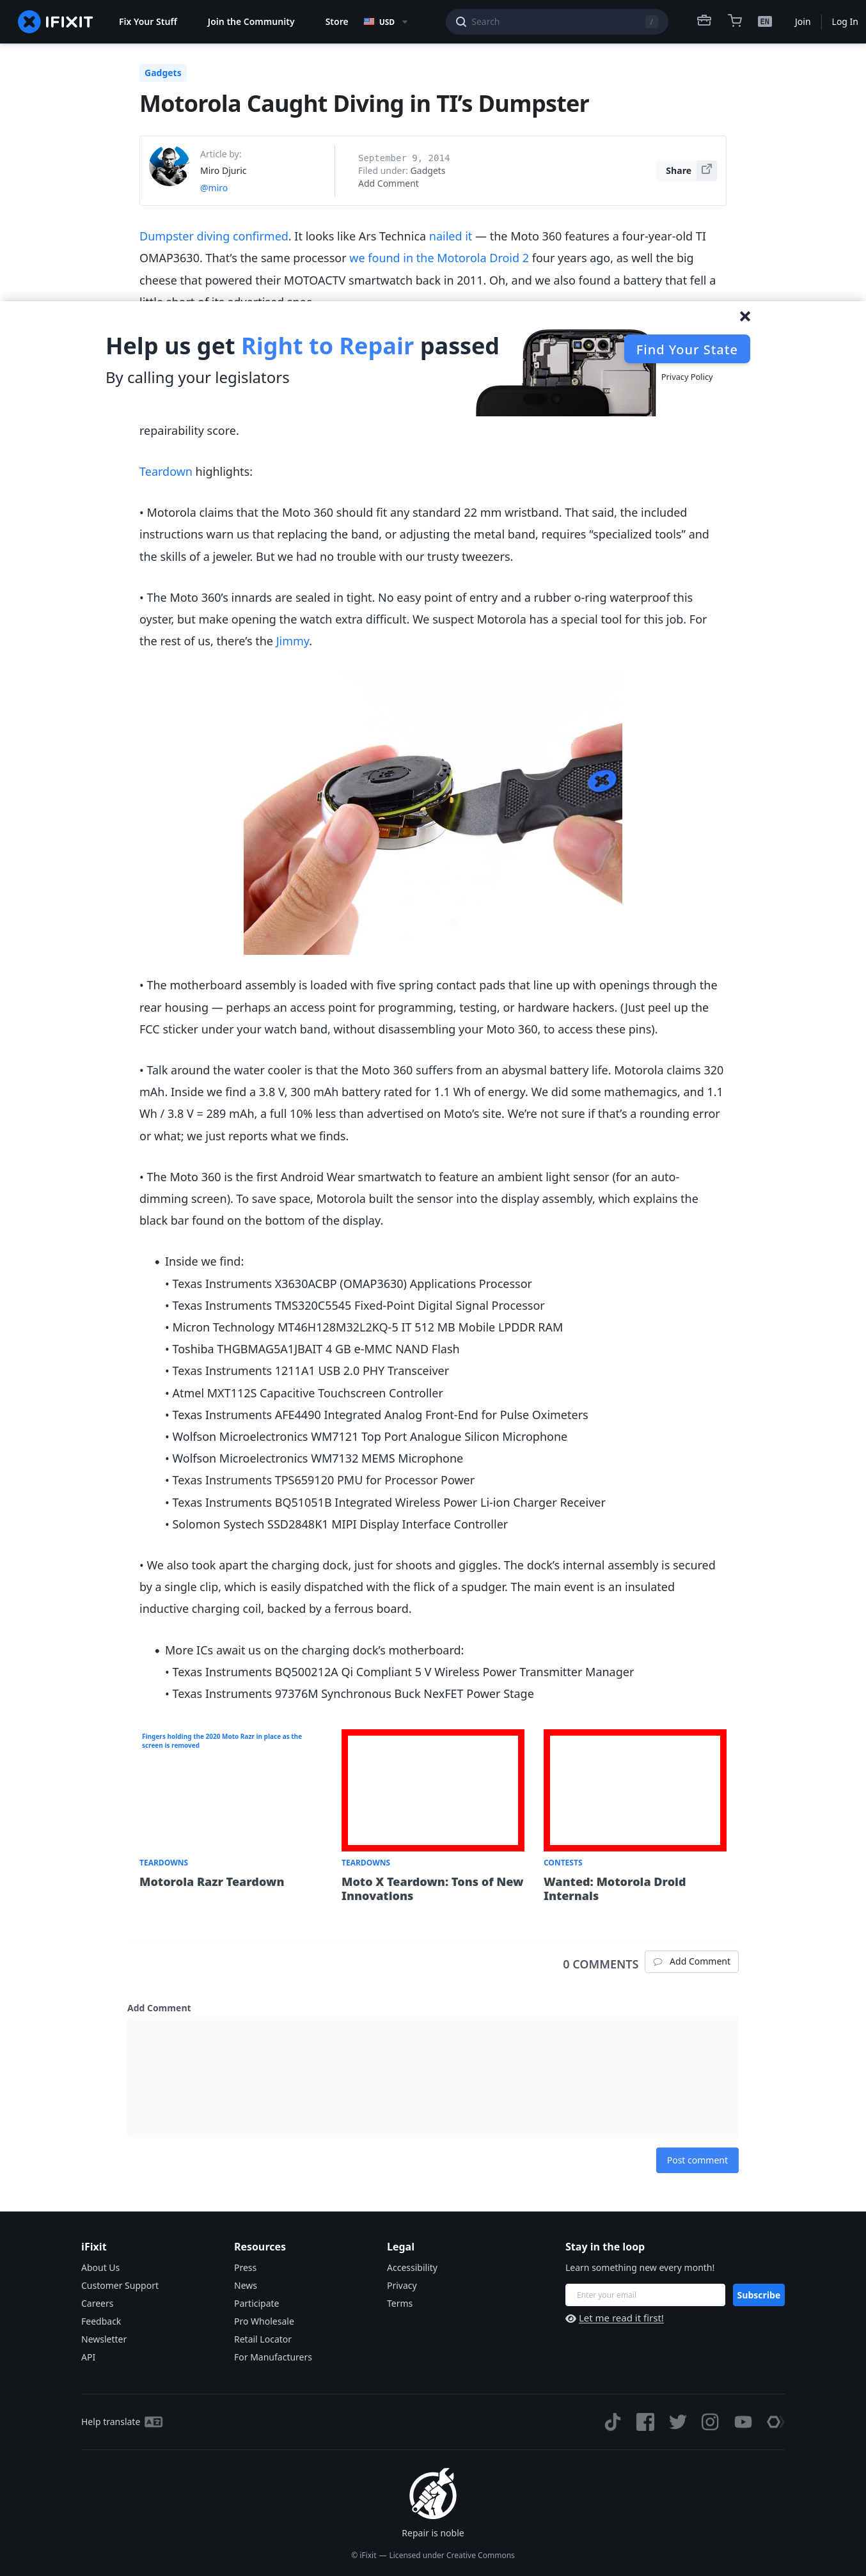 IFIXIT
Fix Your Stuff
Join the Community
Store
USD
Search
/
EN
Join
Log In
Gadgets
Motorola Caught Diving in TI’s Dumpster
Article by:
Miro Djuric
@miro
September 9, 2014
Filed under: Gadgets
Add Comment
Share
Dumpster diving confirmed. It looks like Ars Technica nailed it — the Moto 360 features a four-year-old TI
OMAP3630. That’s the same processor we found in the Motorola Droid 2 four years ago, as well the big
cheese that powered their MOTOACTV smartwatch back in 2011. Oh, and we also found a battery that fell a
little short of its advertised spec.
Help us get Right to Repair passed
By calling your legislators
Find Your State
Privacy Policy
repairability score.
Teardown highlights:
• Motorola claims that the Moto 360 should fit any standard 22 mm wristband. That said, the included
instructions warn us that replacing the band, or adjusting the metal band, requires “specialized tools” and
the skills of a jeweler. But we had no trouble with our trusty tweezers.
• The Moto 360’s innards are sealed in tight. No easy point of entry and a rubber o-ring waterproof this
oyster, but make opening the watch extra difficult. We suspect Motorola has a special tool for this job. For
the rest of us, there’s the Jimmy.
• The motherboard assembly is loaded with five spring contact pads that line up with openings through the
rear housing — perhaps an access point for programming, testing, or hardware hackers. (Just peel up the
FCC sticker under your watch band, without disassembling your Moto 360, to access these pins).
• Talk around the water cooler is that the Moto 360 suffers from an abysmal battery life. Motorola claims 320
mAh. Inside we find a 3.8 V, 300 mAh battery rated for 1.1 Wh of energy. We did some mathemagics, and 1.1
Wh / 3.8 V = 289 mAh, a full 10% less than advertised on Moto’s site. We’re not sure if that’s a rounding error
or what; we just reports what we finds.
• The Moto 360 is the first Android Wear smartwatch to feature an ambient light sensor (for an auto-
dimming screen). To save space, Motorola built the sensor into the display assembly, which explains the
black bar found on the bottom of the display.
• Inside we find:
• Texas Instruments X3630ACBP (OMAP3630) Applications Processor
• Texas Instruments TMS320C5545 Fixed-Point Digital Signal Processor
• Micron Technology MT46H128M32L2KQ-5 IT 512 MB Mobile LPDDR RAM
• Toshiba THGBMAG5A1JBAIT 4 GB e-MMC NAND Flash
• Texas Instruments 1211A1 USB 2.0 PHY Transceiver
• Atmel MXT112S Capacitive Touchscreen Controller
• Texas Instruments AFE4490 Integrated Analog Front-End for Pulse Oximeters
• Wolfson Microelectronics WM7121 Top Port Analogue Silicon Microphone
• Wolfson Microelectronics WM7132 MEMS Microphone
• Texas Instruments TPS659120 PMU for Processor Power
• Texas Instruments BQ51051B Integrated Wireless Power Li-ion Charger Receiver
• Solomon Systech SSD2848K1 MIPI Display Interface Controller
• We also took apart the charging dock, just for shoots and giggles. The dock’s internal assembly is secured
by a single clip, which is easily dispatched with the flick of a spudger. The main event is an insulated
inductive charging coil, backed by a ferrous board.
• More ICs await us on the charging dock’s motherboard:
• Texas Instruments BQ500212A Qi Compliant 5 V Wireless Power Transmitter Manager
• Texas Instruments 97376M Synchronous Buck NexFET Power Stage
Fingers holding the 2020 Moto Razr in place as the
screen is removed
TEARDOWNS
Motorola Razr Teardown
TEARDOWNS
Moto X Teardown: Tons of New
Innovations
CONTESTS
Wanted: Motorola Droid
Internals
0 COMMENTS
Add Comment
Add Comment
Post comment
iFixit
About Us
Customer Support
Careers
Feedback
Newsletter
API
Resources
Press
News
Participate
Pro Wholesale
Retail Locator
For Manufacturers
Legal
Accessibility
Privacy
Terms
Stay in the loop
Learn something new every month!
Enter your email
Subscribe
Let me read it first!
Help translate
Repair is noble
© iFixit — Licensed under Creative Commons